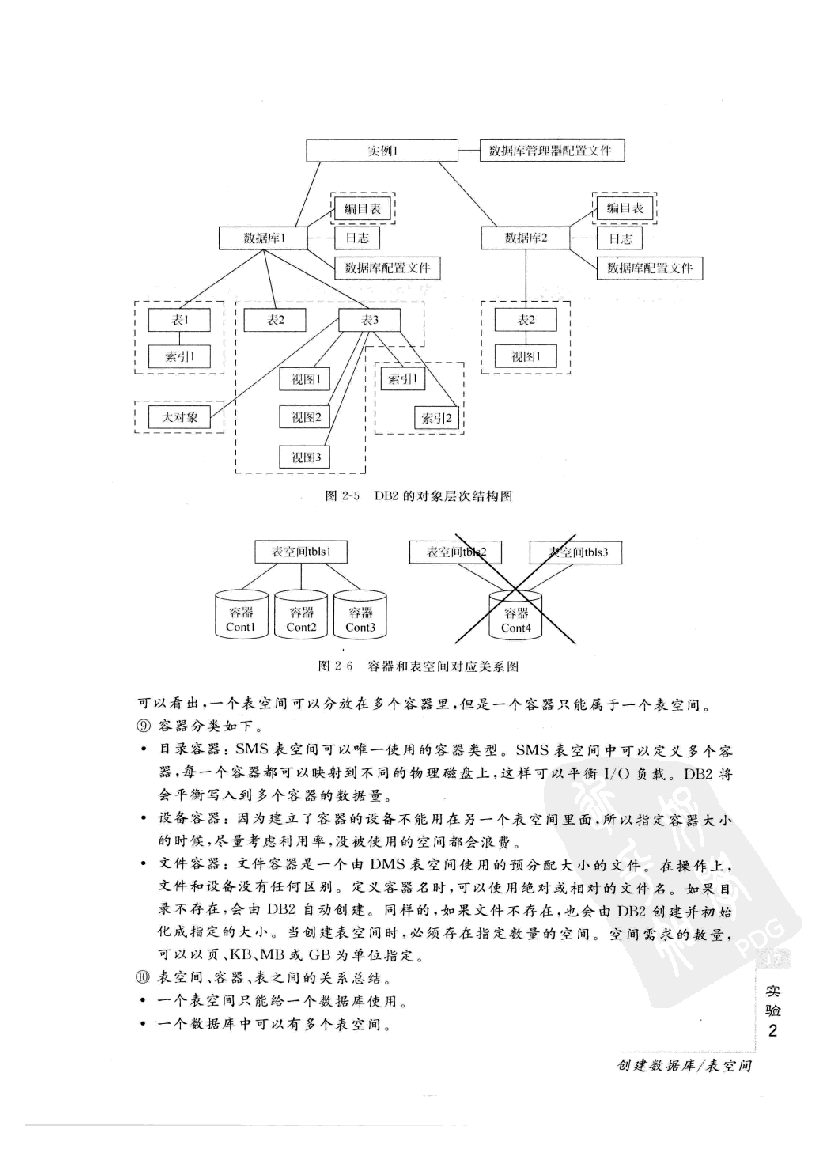 实例1 数据库管理器配置文件
编目表 编目表
数据库1 日志 数据库2 日志
数据库配置文件 数据库配置文件
表1 表2 表3 表2
索引1 视图1
视图1 索引1
大对象 视图2 索引2
视图3
图 2-5 DB2 的对象层次结构图
表空间tbls1 表空间tbls2 表空间tbls3
容器 容器 容器 容器
Cont1 Cont2 Cont3 Cont4
图 2 6 容器和表空间对应关系图
可以看出,一个表空间可以分放在多个容器里,但是一个容器只能属于一个表空间。
⑨ 容器分类如下。
• 目录容器:SMS 表空间可以唯一使用的容器类型。SMS 表空间中可以定义多个容
器,每一个容器都可以映射到不同的物理磁盘上,这样可以平衡 I/O 负载。DB2 将
会平衡写入到多个容器的数据量。
• 设备容器:因为建立了容器的设备不能用在另一个表空间里面,所以指定容器大小
的时候,尽量考虑利用率,没被使用的空间都会浪费。
• 文件容器:文件容器是一个由 DMS 表空间使用的预分配大小的文件。在操作上,
文件和设备没有任何区别。定义容器名时,可以使用绝对或相对的文件名。如果目
录不存在,会由 DB2 自动创建。同样的,如果文件不存在,也会由 DB2 创建并初始
化成指定的大小。当创建表空间时,必须存在指定数量的空间。空间需求的数量,
可以以页、KB、MB 或 GB 为单位指定。
⑩ 表空间、容器、表之间的关系总结。
• 一个表空间只能给一个数据库使用。
• 一个数据库中可以有多个表空间。
PDG
17
实
验
2
创建数据库/表空间